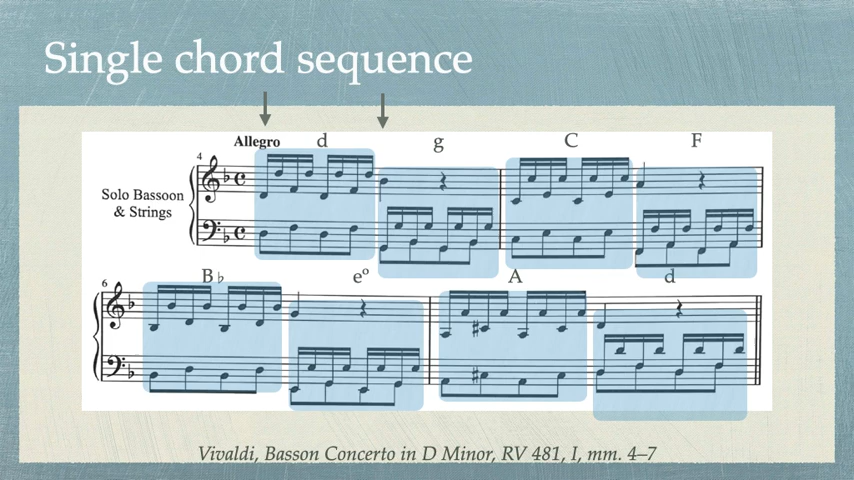 Single chord sequence
Allegro d g C F
4
Solo Bassoon
& Strings
6 B♭ e° A d
Vivaldi, Basson Concerto in D Minor, RV 481, I, mm. 4–7